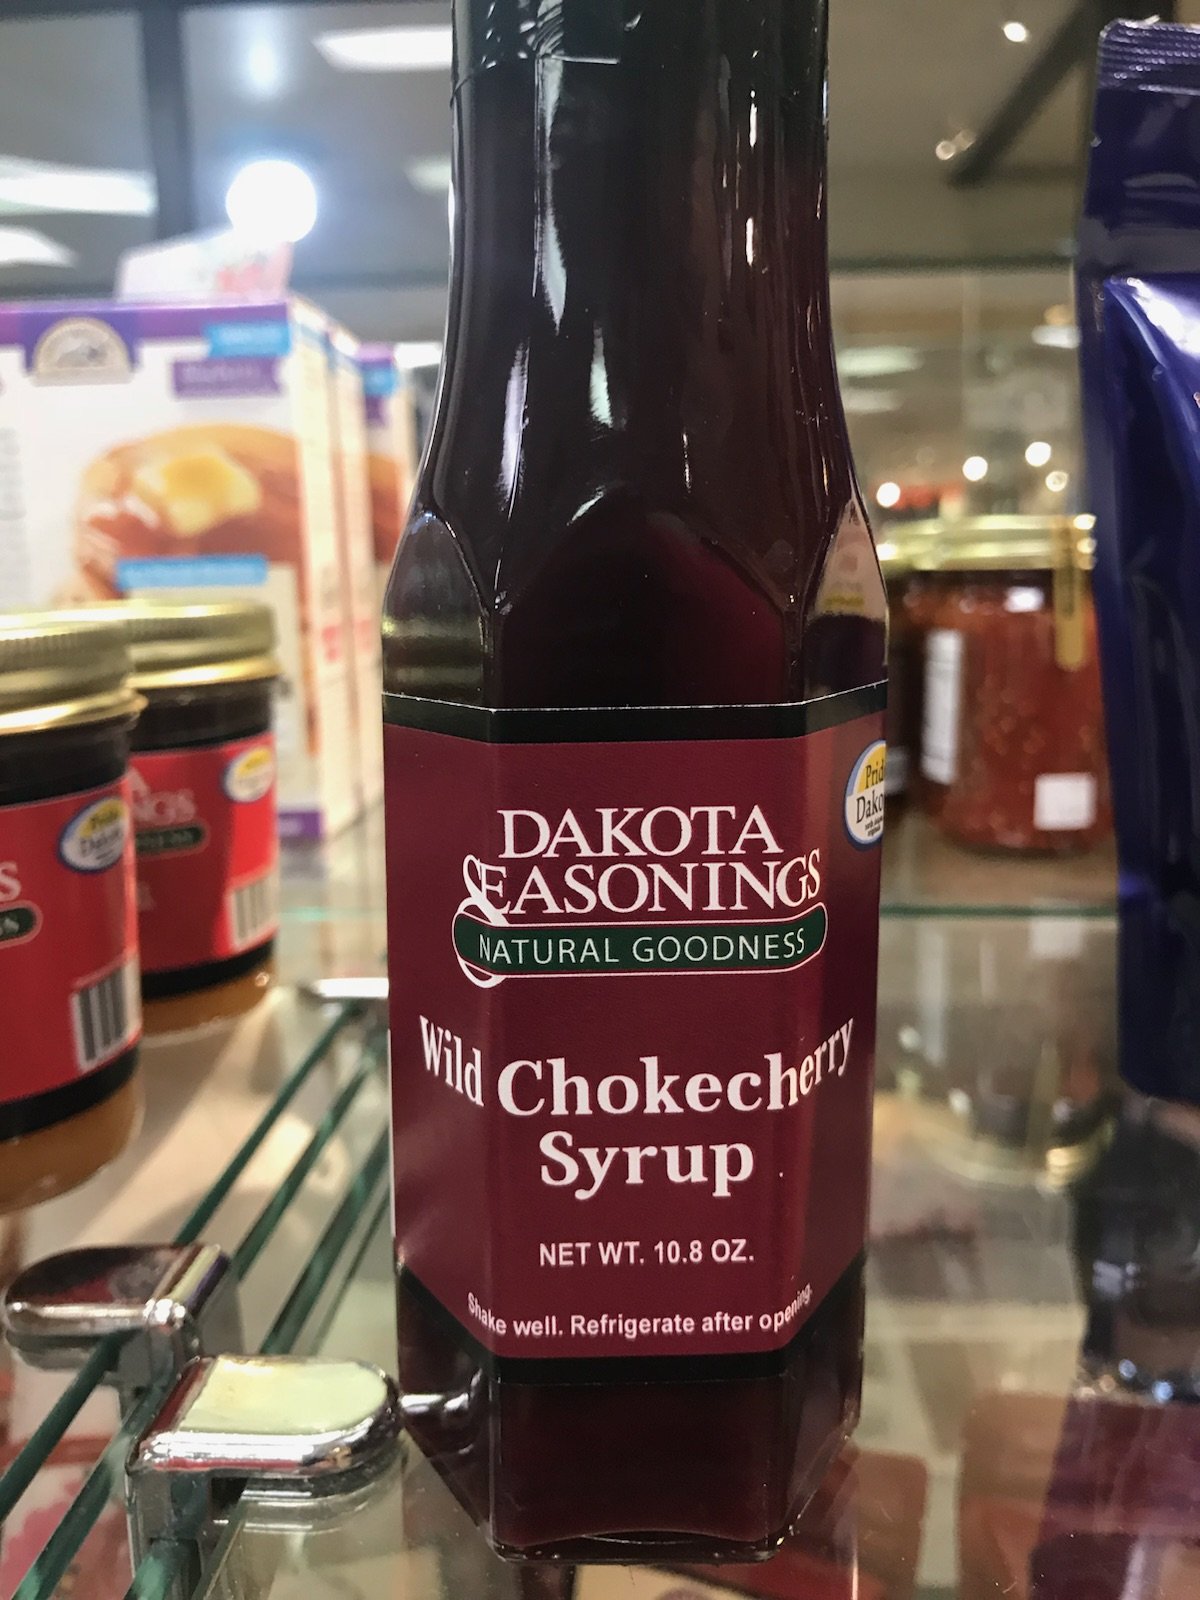 DAKOTA
SEASONINGS
&
NATURAL GOODNESS
Wild Chokecherry
Syrup
NET WT. 10.8 OZ.
Shake well. Refrigerate after opening.